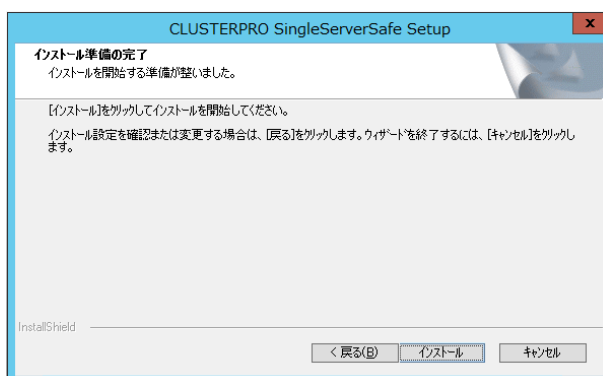 CLUSTERPRO SingleServerSafe Setup
x
インストール準備の完了
インストールを開始する準備が整いました。
[インストール]をクリックしてインストールを開始してください。
インストール設定を確認または変更する場合は、[戻る]をクリックします。ウィザードを終了するには、[キャンセル]をクリックし
ます。
InstallShield
< 戻る(B) インストール キャンセル